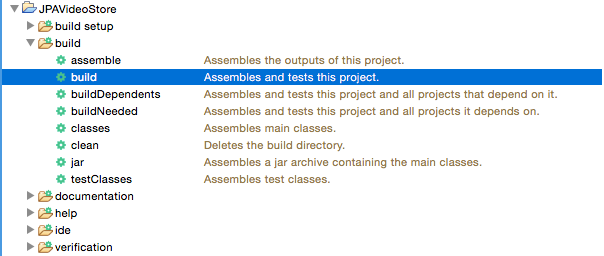 JPAVideoStore
build setup
build
assemble Assembles the outputs of this project.
build Assembles and tests this project.
buildDependents Assembles and tests this project and all projects that depend on it.
buildNeeded Assembles and tests this project and all projects it depends on.
classes Assembles main classes.
clean Deletes the build directory.
jar Assembles a jar archive containing the main classes.
testClasses Assembles test classes.
documentation
help
ide
verification